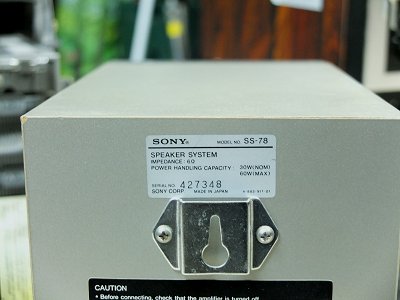 SONY® MODEL NO. SS-78
SPEAKER SYSTEM
IMPEDANCE: 6Ω
POWER HANDLING CAPACITY: 30W(NOM)
60W(MAX)
SERIAL NO. 427348
SONY CORP. MADE IN JAPAN
CAUTION
• Before connecting, check that the amplifier is turned off